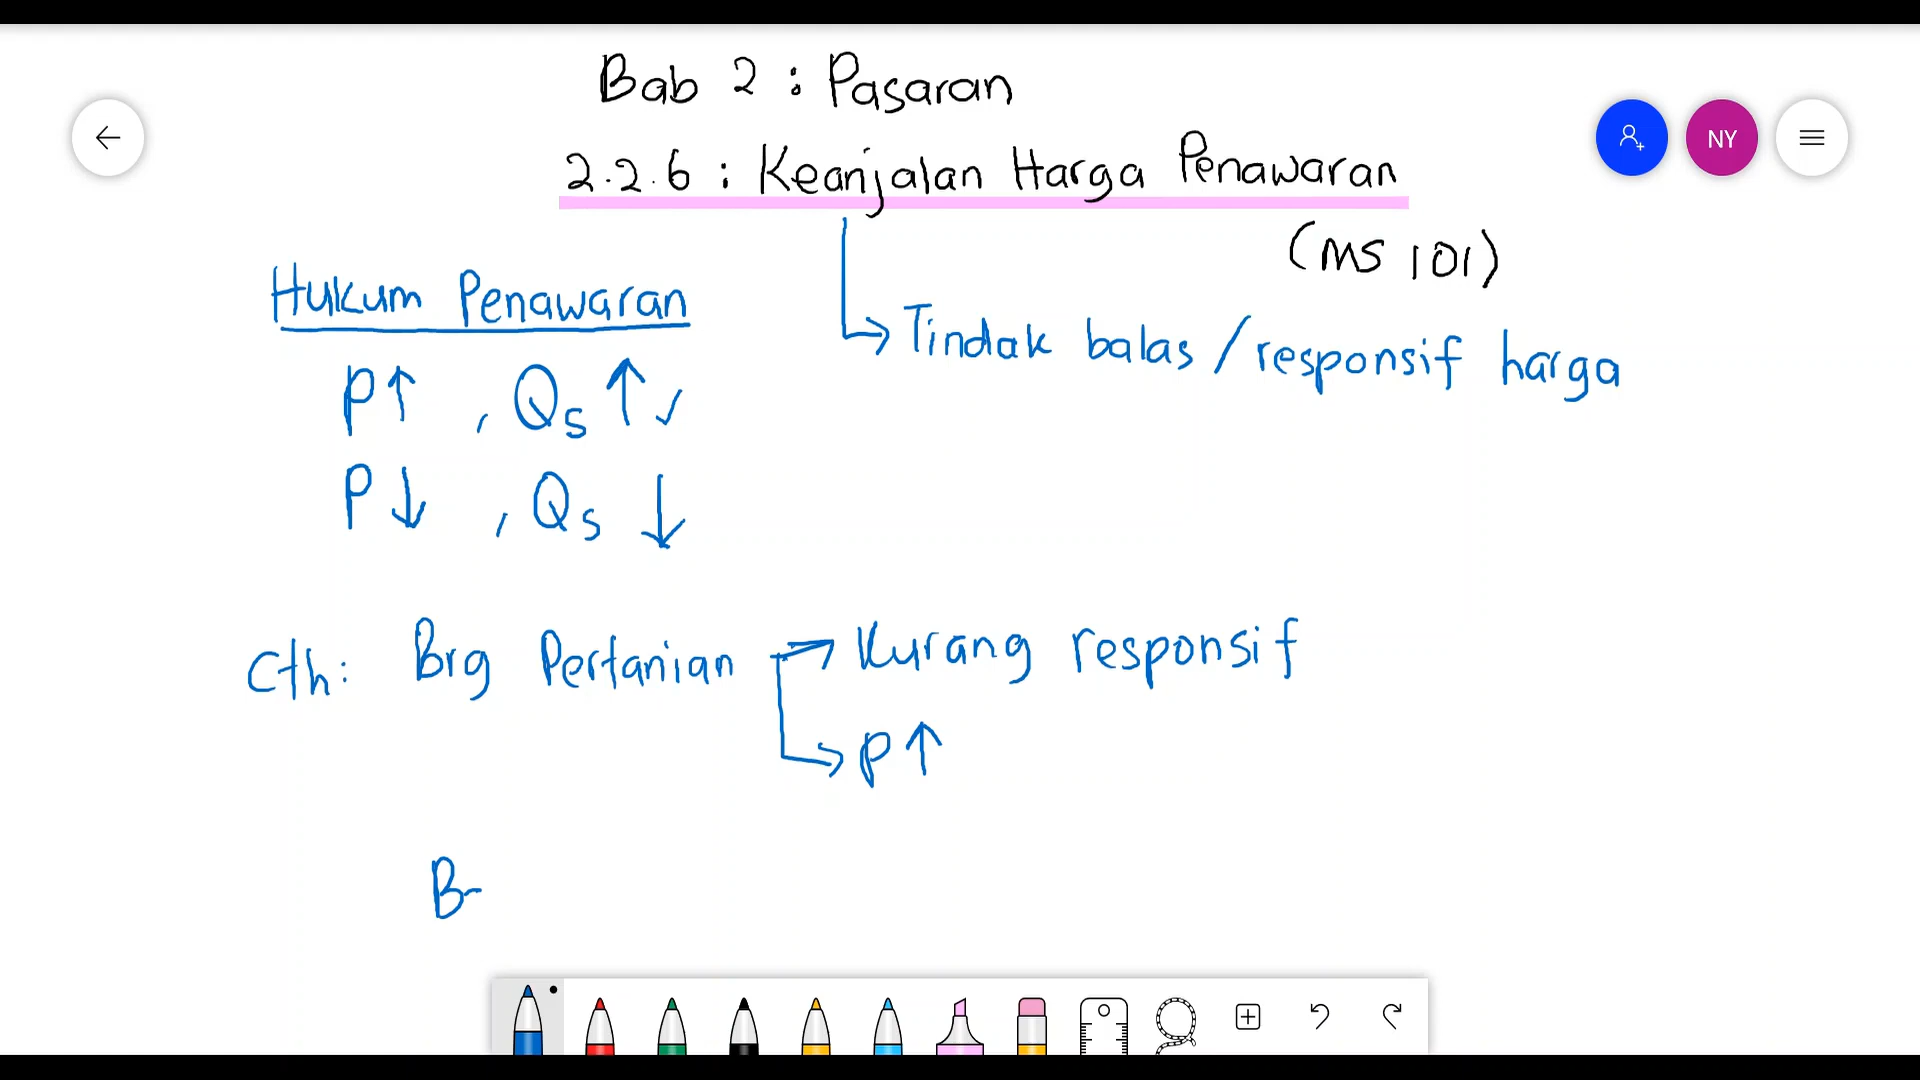 Bab 2 : Pasaran
2.2.6 : Keanjalan Harga Penawaran
(MS 101)
NY
Hukum Penawaran
Tindak balas / responsif harga
P↑ , Qs ↑ ✓
P↓ , Qs ↓
Cth: Brg Pertanian → Kurang responsif
→ P↑
B